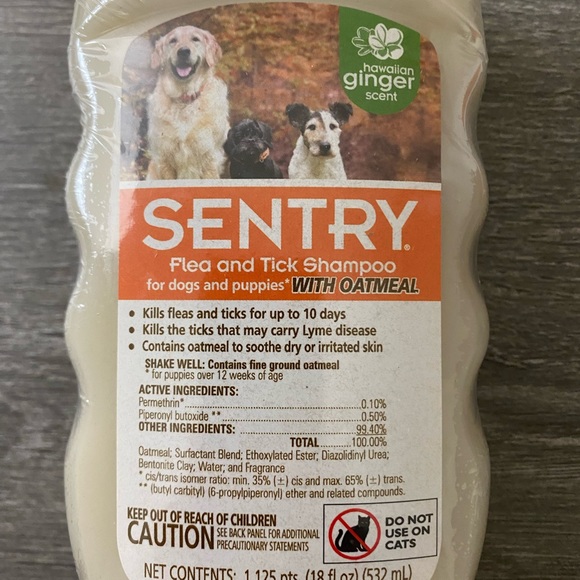 hawaiian
ginger
scent
SENTRY®
Flea and Tick Shampoo
for dogs and puppies* WITH OATMEAL
• Kills fleas and ticks for up to 10 days
• Kills the ticks that may carry Lyme disease
• Contains oatmeal to soothe dry or irritated skin
SHAKE WELL: Contains fine ground oatmeal
* for puppies over 12 weeks of age
ACTIVE INGREDIENTS:
Permethrin*..........0.10%
Piperonyl butoxide **..........0.50%
OTHER INGREDIENTS:..........99.40%
TOTAL..........100.00%
Oatmeal; Surfactant Blend; Ethoxylated Ester; Diazolidinyl Urea;
Bentonite Clay; Water; and Fragrance
* cis/trans isomer ratio: min. 35% (±) cis and max. 65% (±) trans.
** (butyl carbityl) (6-propylpiperonyl) ether and related compounds.
KEEP OUT OF REACH OF CHILDREN
CAUTION SEE BACK PANEL FOR ADDITIONAL
PRECAUTIONARY STATEMENTS
DO NOT
USE ON
CATS
NET CONTENTS: 1.125 pts. (18 fl oz) (532 mL)